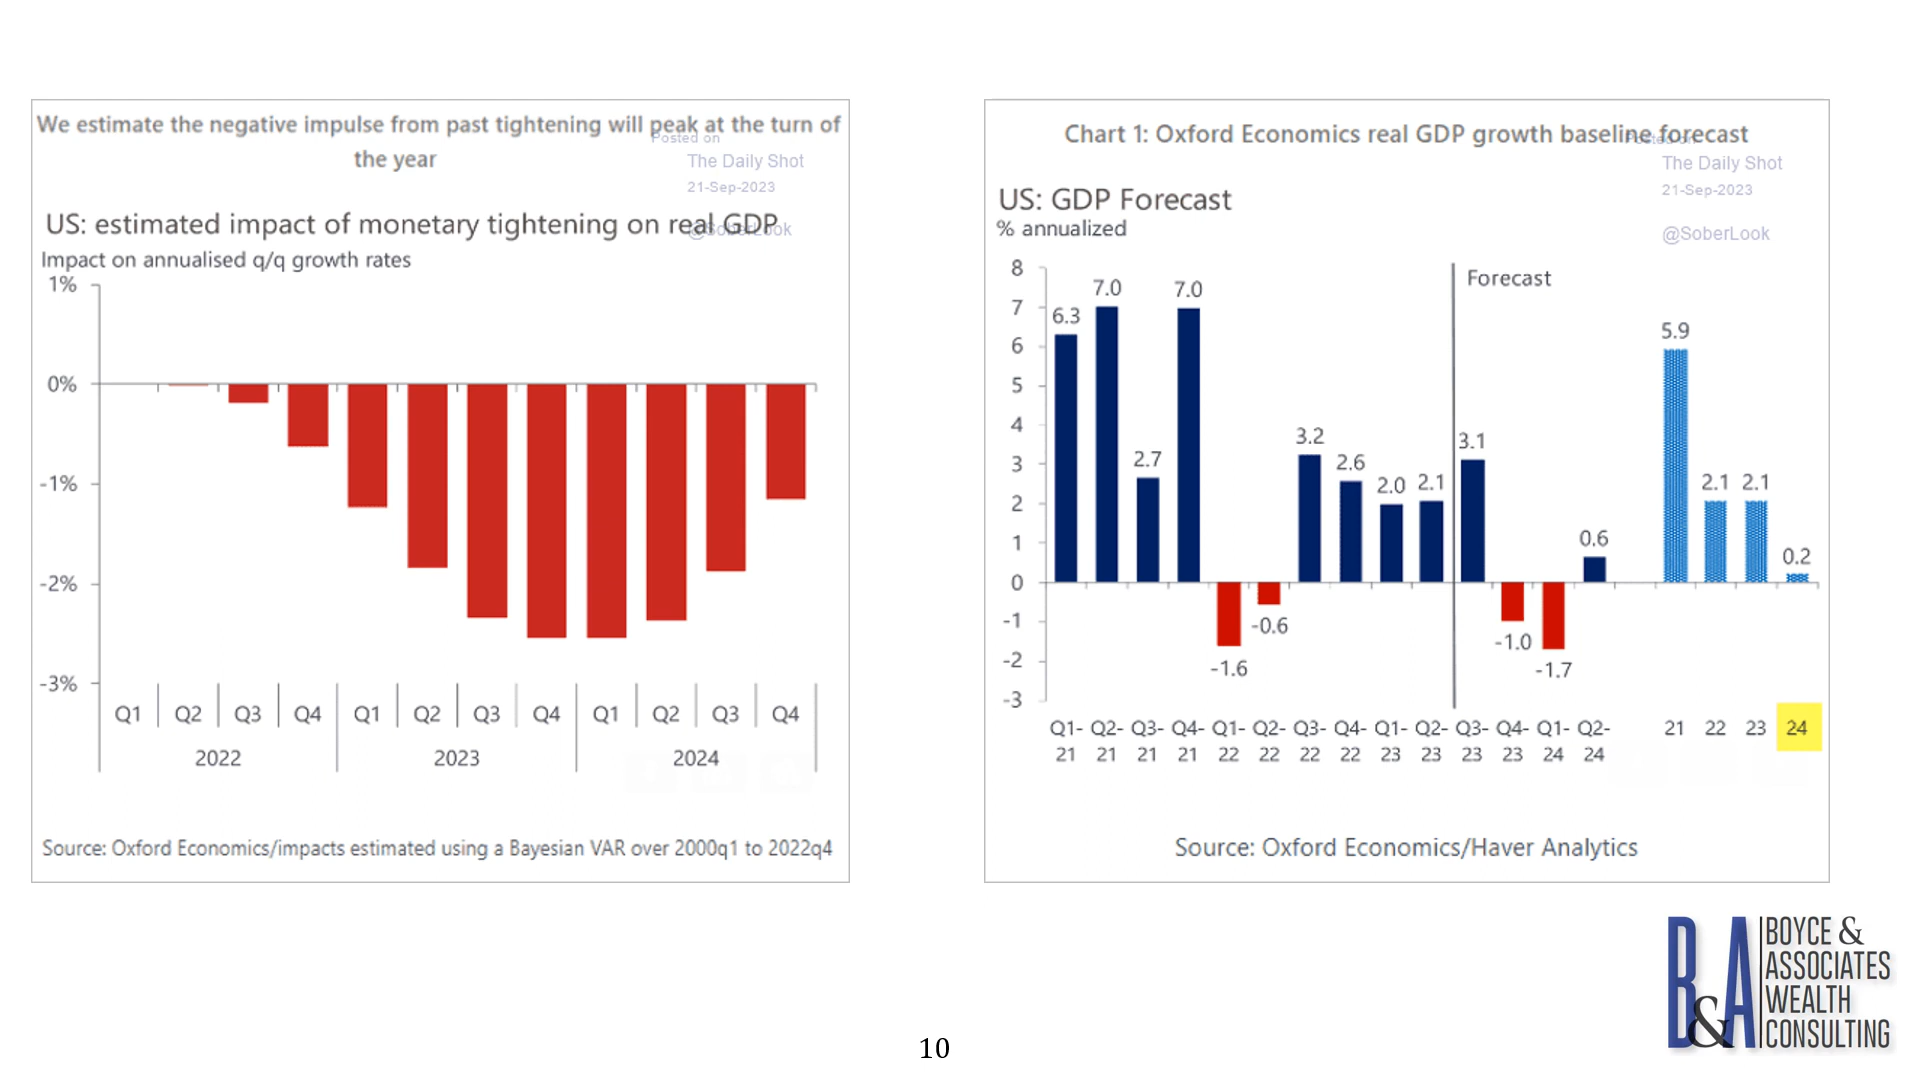 We estimate the negative impulse from past tightening will peak at the turn of
the year
Posted on
The Daily Shot
21-Sep-2023
@SoberLook
US: estimated impact of monetary tightening on real GDP
Impact on annualised q/q growth rates
1%
0%
-1%
-2%
-3%
Q1 Q2 Q3 Q4 Q1 Q2 Q3 Q4 Q1 Q2 Q3 Q4
2022 2023 2024
Source: Oxford Economics/impacts estimated using a Bayesian VAR over 2000q1 to 2022q4
Chart 1: Oxford Economics real GDP growth baseline forecast
Posted on
The Daily Shot
21-Sep-2023
@SoberLook
US: GDP Forecast
% annualized
Forecast
8
7
6
5
4
3
2
1
0
-1
-2
-3
6.3 7.0 2.7 7.0 -1.6 -0.6 3.2 2.6 2.0 2.1 3.1 -1.0 -1.7 0.6 5.9 2.1 2.1 0.2
Q1- Q2- Q3- Q4- Q1- Q2- Q3- Q4- Q1- Q2- Q3- Q4- Q1- Q2- 21 22 23 24
21 21 21 21 22 22 22 22 23 23 23 23 24 24
Source: Oxford Economics/Haver Analytics
B&A
BOYCE &
ASSOCIATES
WEALTH
CONSULTING
10